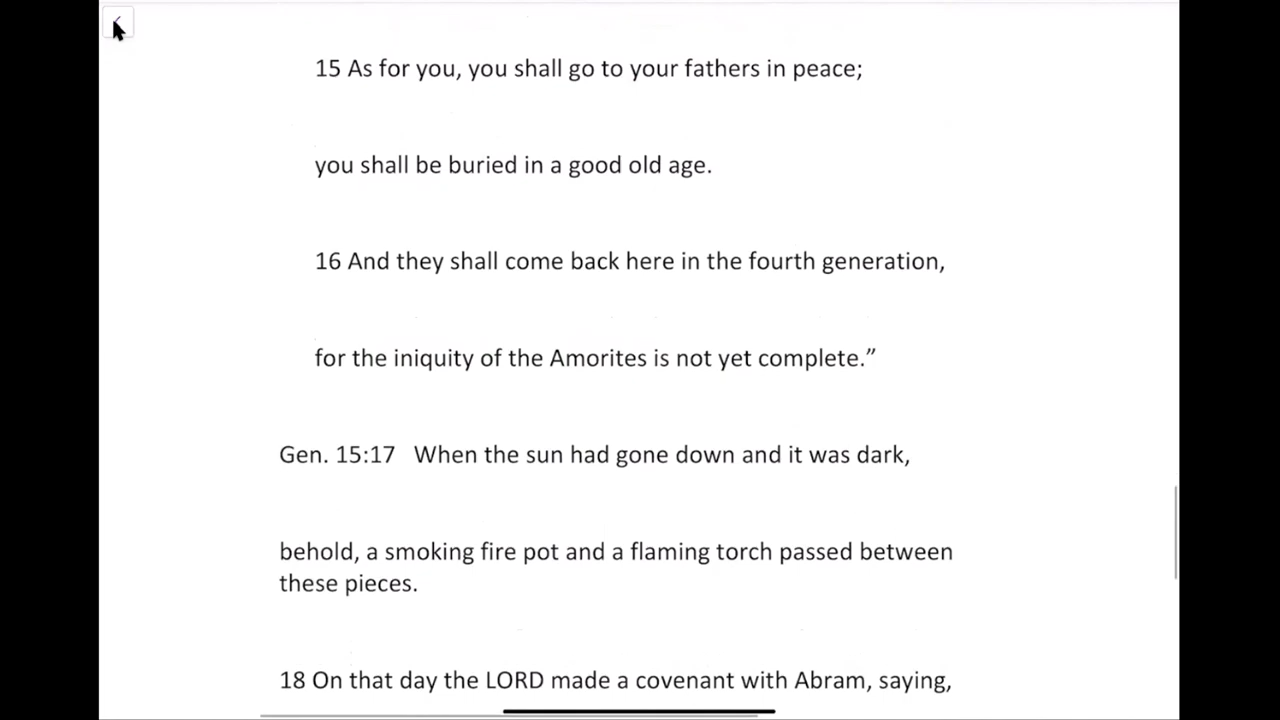 15 As for you, you shall go to your fathers in peace;
you shall be buried in a good old age.
16 And they shall come back here in the fourth generation,
for the iniquity of the Amorites is not yet complete.”
Gen. 15:17   When the sun had gone down and it was dark,
behold, a smoking fire pot and a flaming torch passed between
these pieces.
18 On that day the LORD made a covenant with Abram, saying,